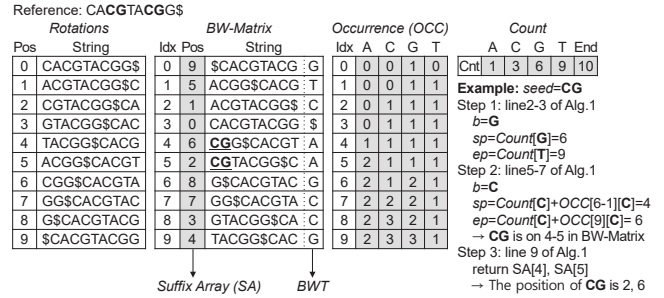 Reference: CACGTACGG$
Rotations
Pos String
0 CACGTACGG$
1 ACGTACGG$C
2 CGTACGG$CA
3 GTACGG$CAC
4 TACGG$CACG
5 ACGG$CACGT
6 CGG$CACGTA
7 GG$CACGTAC
8 G$CACGTACG
9 $CACGTACGG
BW-Matrix
Idx Pos String
0 9 $CACGTACG G
1 5 ACGG$CACG T
2 1 ACGTACGG$ C
3 0 CACGTACGG $
4 6 CGG$CACGT A
5 2 CGTACGG$C A
6 8 G$CACGTAC G
7 7 GG$CACGTA C
8 3 GTACGG$CA C
9 4 TACGG$CAC G
Suffix Array (SA) BWT
Occurrence (OCC)
Idx A C G T
0 0 0 1 0
1 0 0 1 1
2 0 1 1 1
3 0 1 1 1
4 1 1 1 1
5 2 1 1 1
6 2 1 2 1
7 2 2 2 1
8 2 3 2 1
9 2 3 3 1
Count
A C G T End
Cnt 1 3 6 9 10
Example: seed=CG
Step 1: line2-3 of Alg.1
b=G
sp=Count[G]=6
ep=Count[T]=9
Step 2: line5-7 of Alg.1
b=C
sp=Count[C]+OCC[6-1][C]=4
ep=Count[C]+OCC[9][C]= 6
→ CG is on 4-5 in BW-Matrix
Step 3: line 9 of Alg.1
return SA[4], SA[5]
→ The position of CG is 2, 6